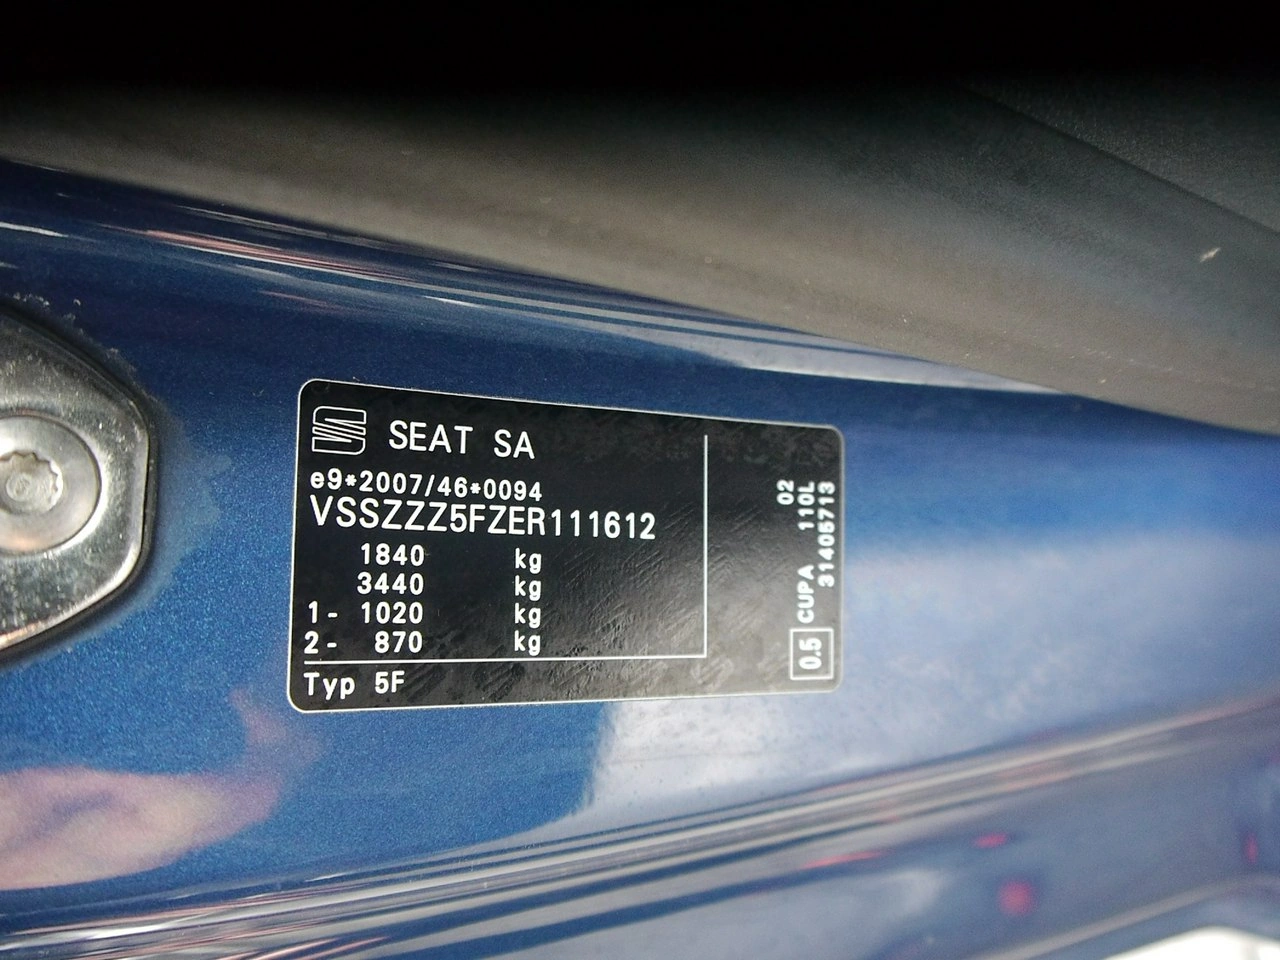 SEAT SA
e9*2007/46*0094
VSSZZZ5FZER111612
1840 kg
3440 kg
1- 1020 kg
2- 870 kg
Typ 5F
02
CUPA 110L
31405713
0.5